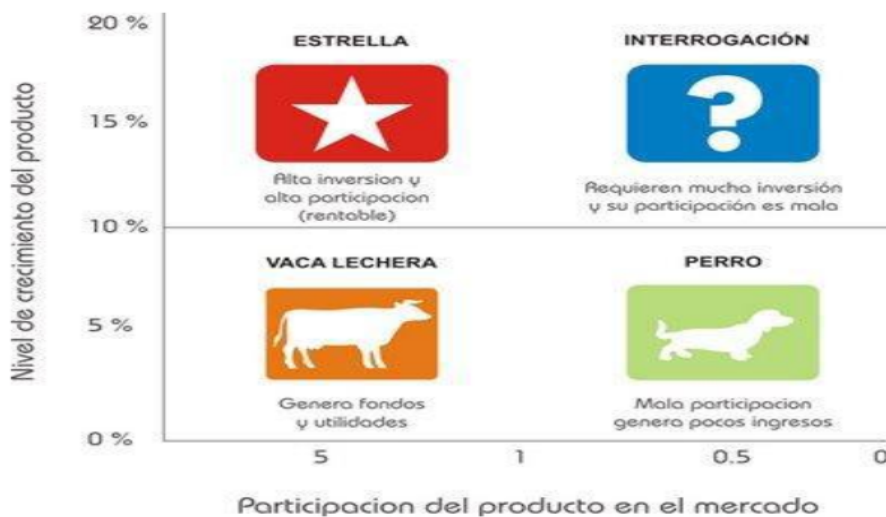 Nivel de crecimiento del producto
20 %
15 %
10 %
5 %
0 %
ESTRELLA
Alta inversion y
alta participacion
(rentable)
INTERROGACIÓN
?
Requieren mucha inversión
y su participación es mala
VACA LECHERA
Genera fondos
y utilidades
PERRO
Mala participacion
genera pocos ingresos
5
1
0.5
0
Participacion del producto en el mercado